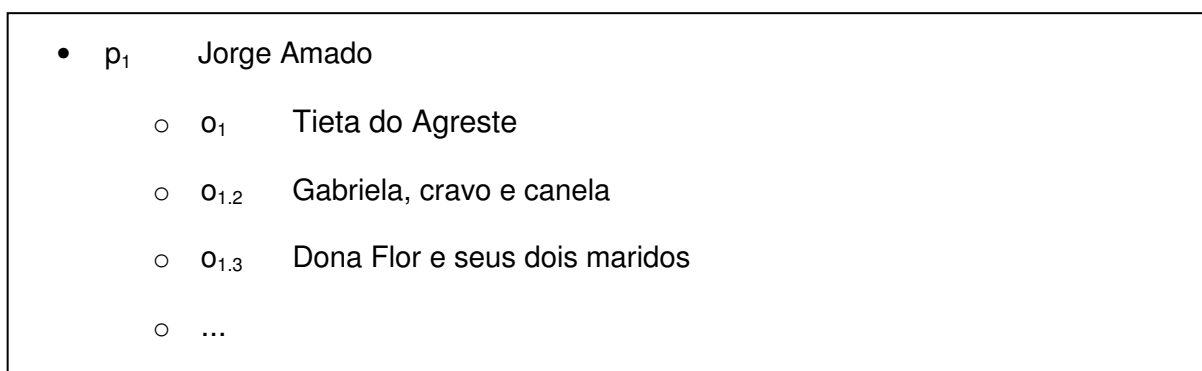 • p₁ Jorge Amado
○ o₁ Tieta do Agreste
○ o₁.₂ Gabriela, cravo e canela
○ o₁.₃ Dona Flor e seus dois maridos
○ ...